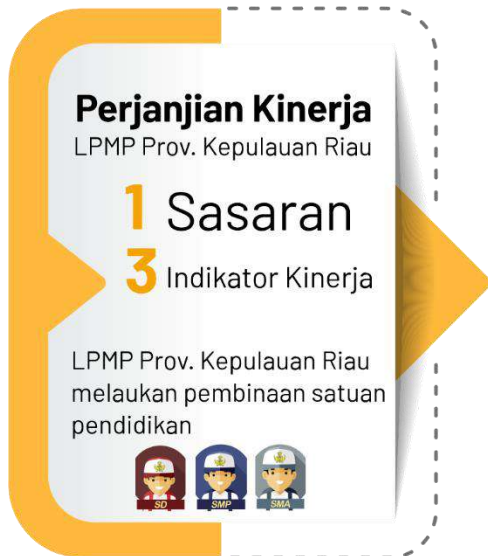 Perjanjian Kinerja
LPMP Prov. Kepulauan Riau
1 Sasaran
3 Indikator Kinerja
LPMP Prov. Kepulauan Riau
melaukan pembinaan satuan
pendidikan
SD SMP SMA